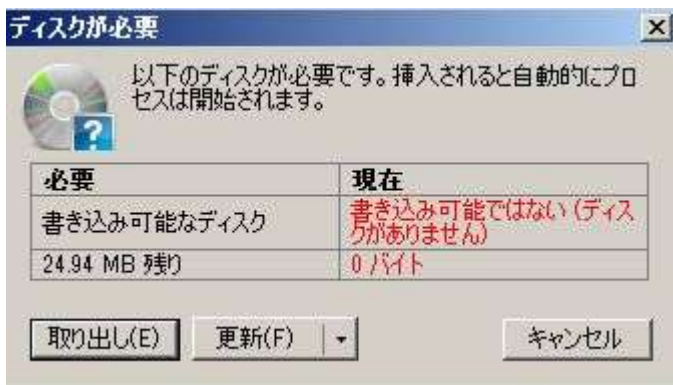 ディスクが必要
以下のディスクが必要です。挿入されると自動的にプロ
セスは開始されます。
必要 現在
書き込み可能なディスク 書き込み可能ではない（ディス
クがありません）
24.94 MB 残り 0 バイト
取り出し(E) 更新(F) キャンセル